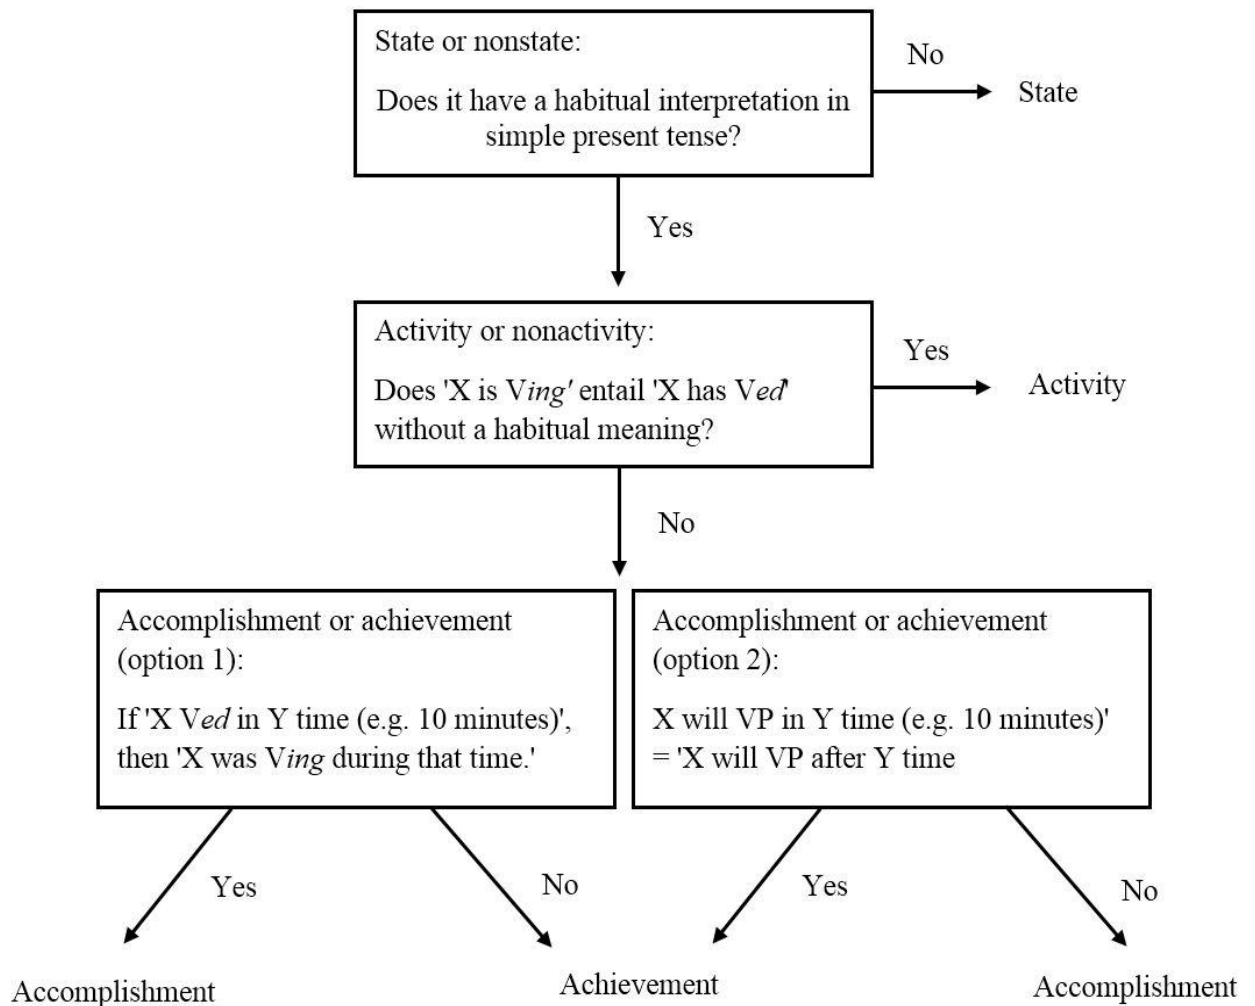 State or nonstate:
Does it have a habitual interpretation in
simple present tense?
No
State
Yes
Activity or nonactivity:
Does 'X is Ving' entail 'X has Ved'
without a habitual meaning?
Yes
Activity
No
Accomplishment or achievement
(option 1):
If 'X Ved in Y time (e.g. 10 minutes)',
then 'X was Ving during that time.'
Accomplishment or achievement
(option 2):
X will VP in Y time (e.g. 10 minutes)'
= 'X will VP after Y time
Yes
No
Yes
No
Accomplishment
Achievement
Accomplishment